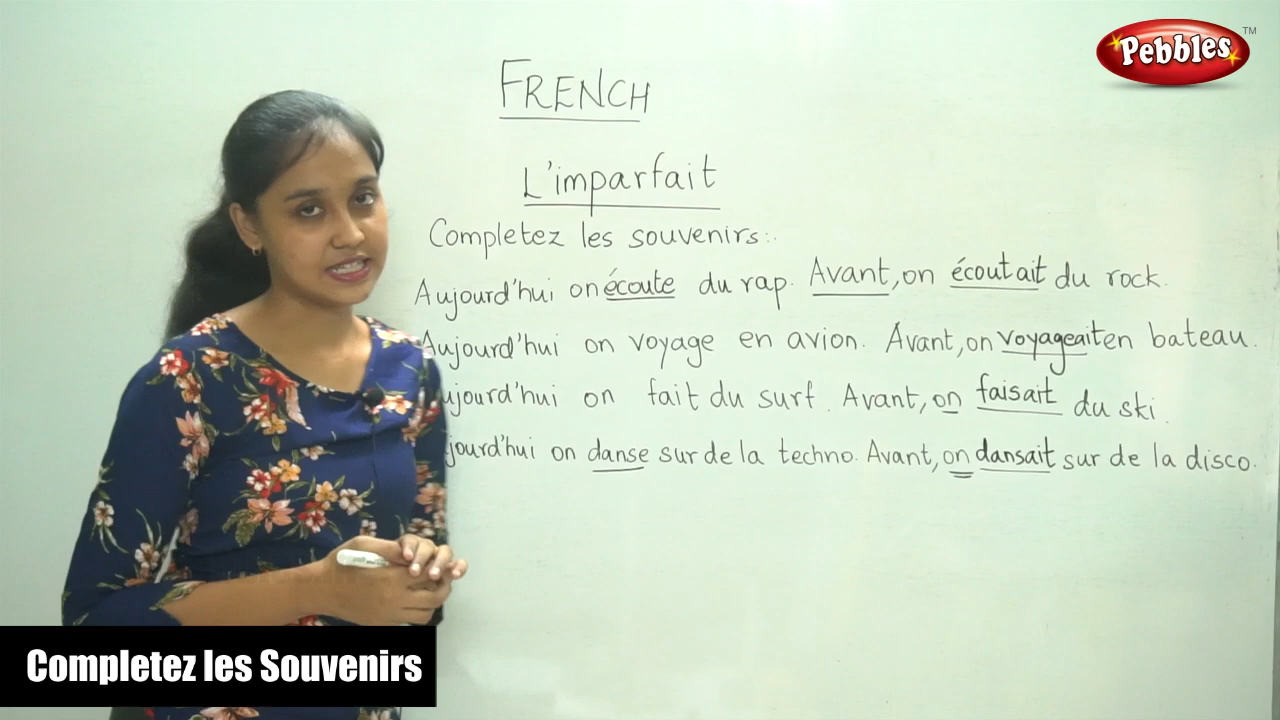 Pebbles TM
FRENCH
L'imparfait
Completez les souvenirs:.
Aujourd'hui on écoute du rap. Avant, on écoutait du rock.
Aujourd'hui on voyage en avion. Avant, on voyageait en bateau.
ujourd'hui on fait du surf. Avant, on faisait du ski.
jourd'hui on danse sur de la techno. Avant, on dansait sur de la disco.
Completez les Souvenirs